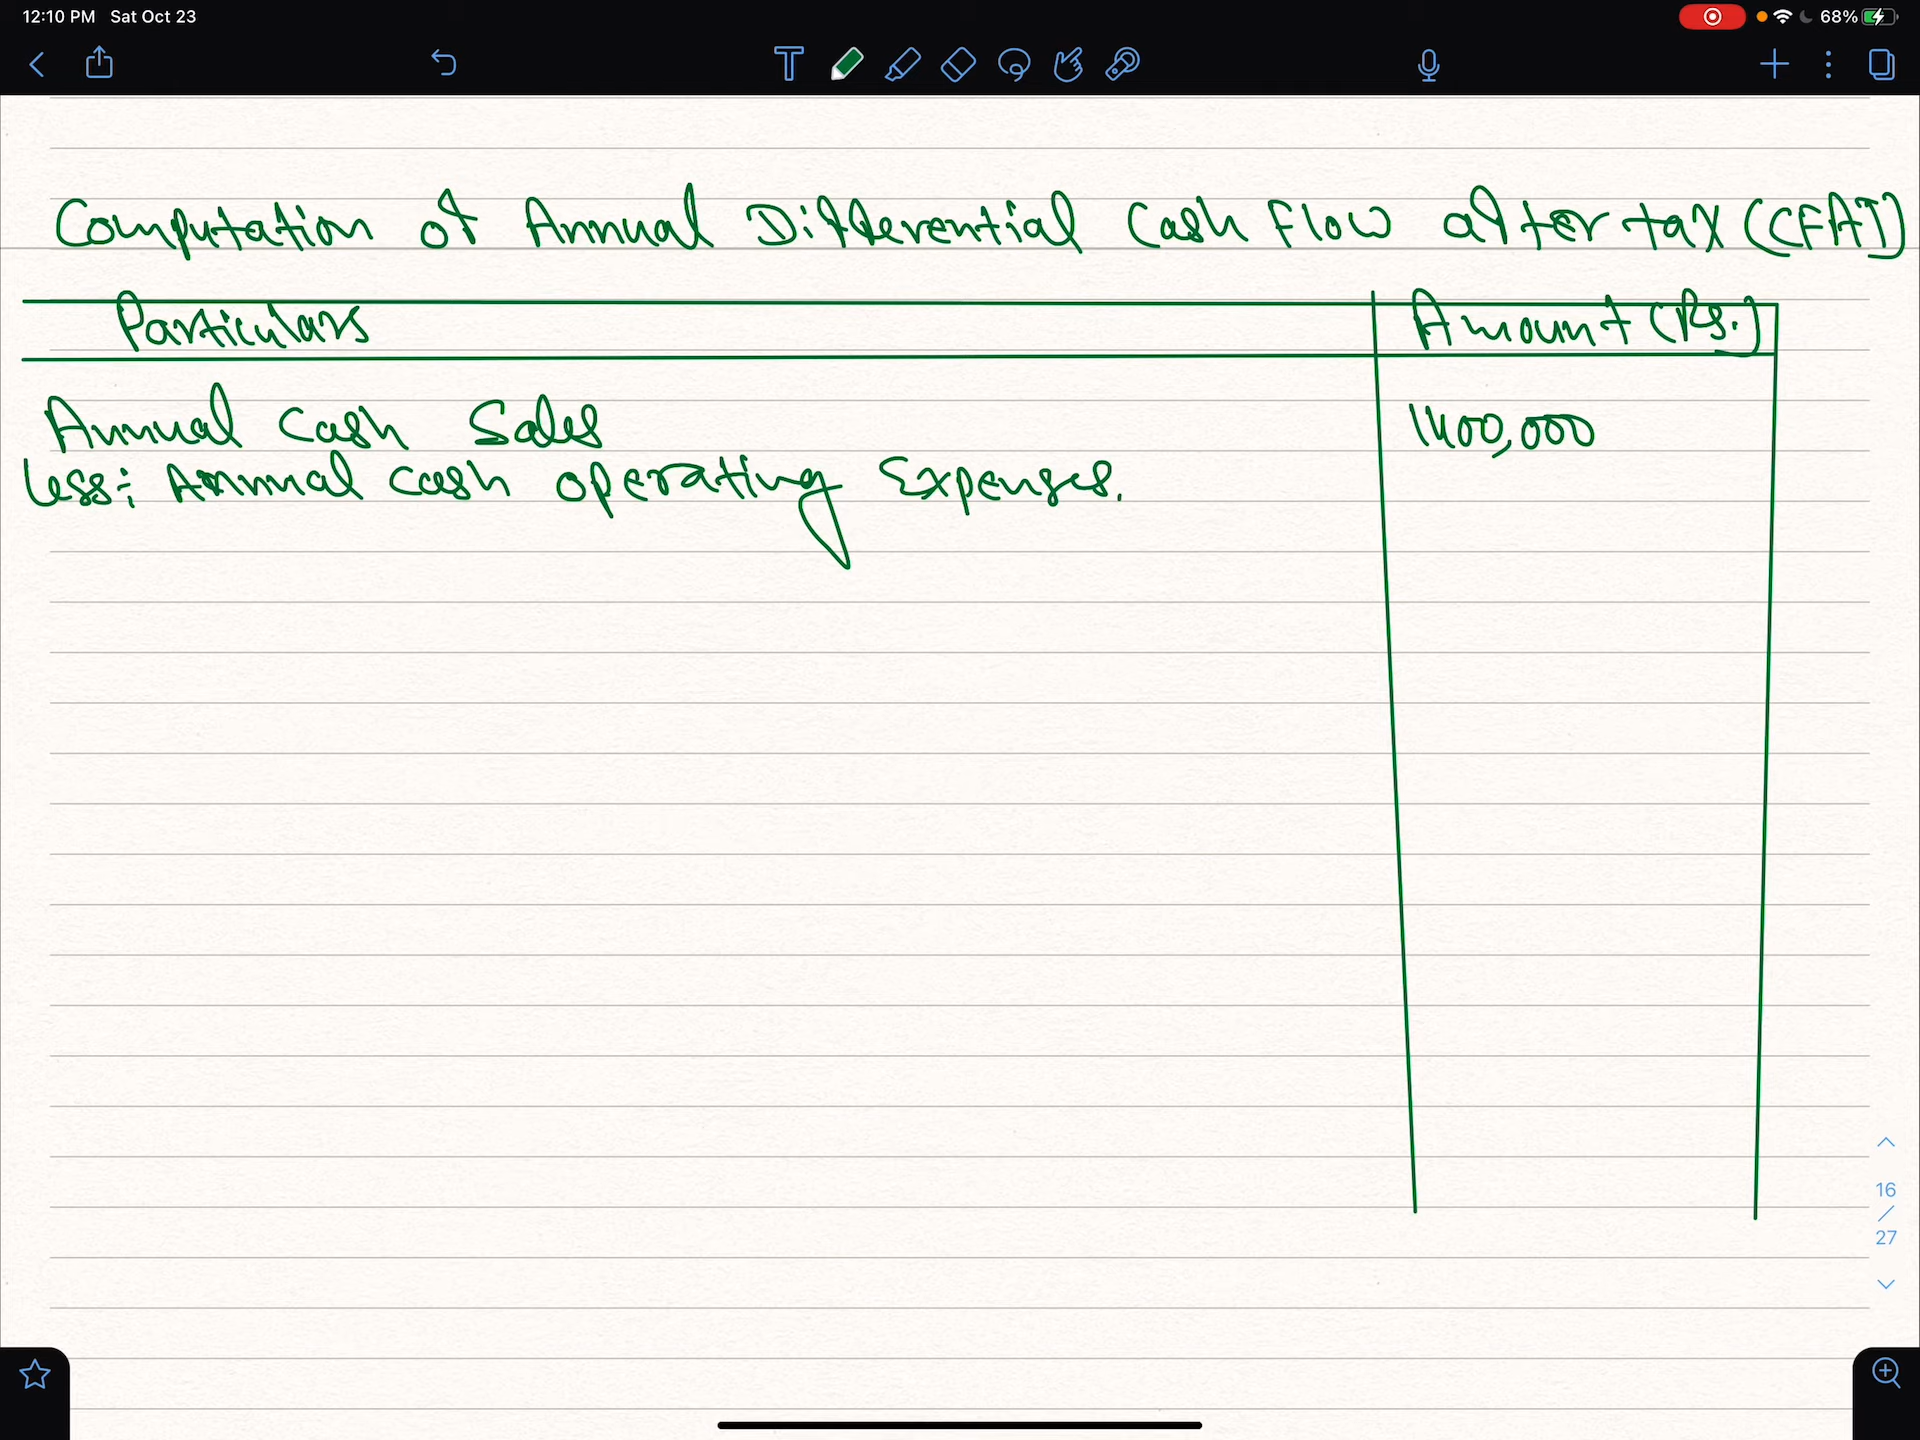 12:10 PM Sat Oct 23
68%
Computation of Annual Differential Cash Flow after tax (CFAT)
Particulars Amount (Rs.)
Annual Cash Sales 1400,000
Less: Annual cash operating Expenses.
16
/
27